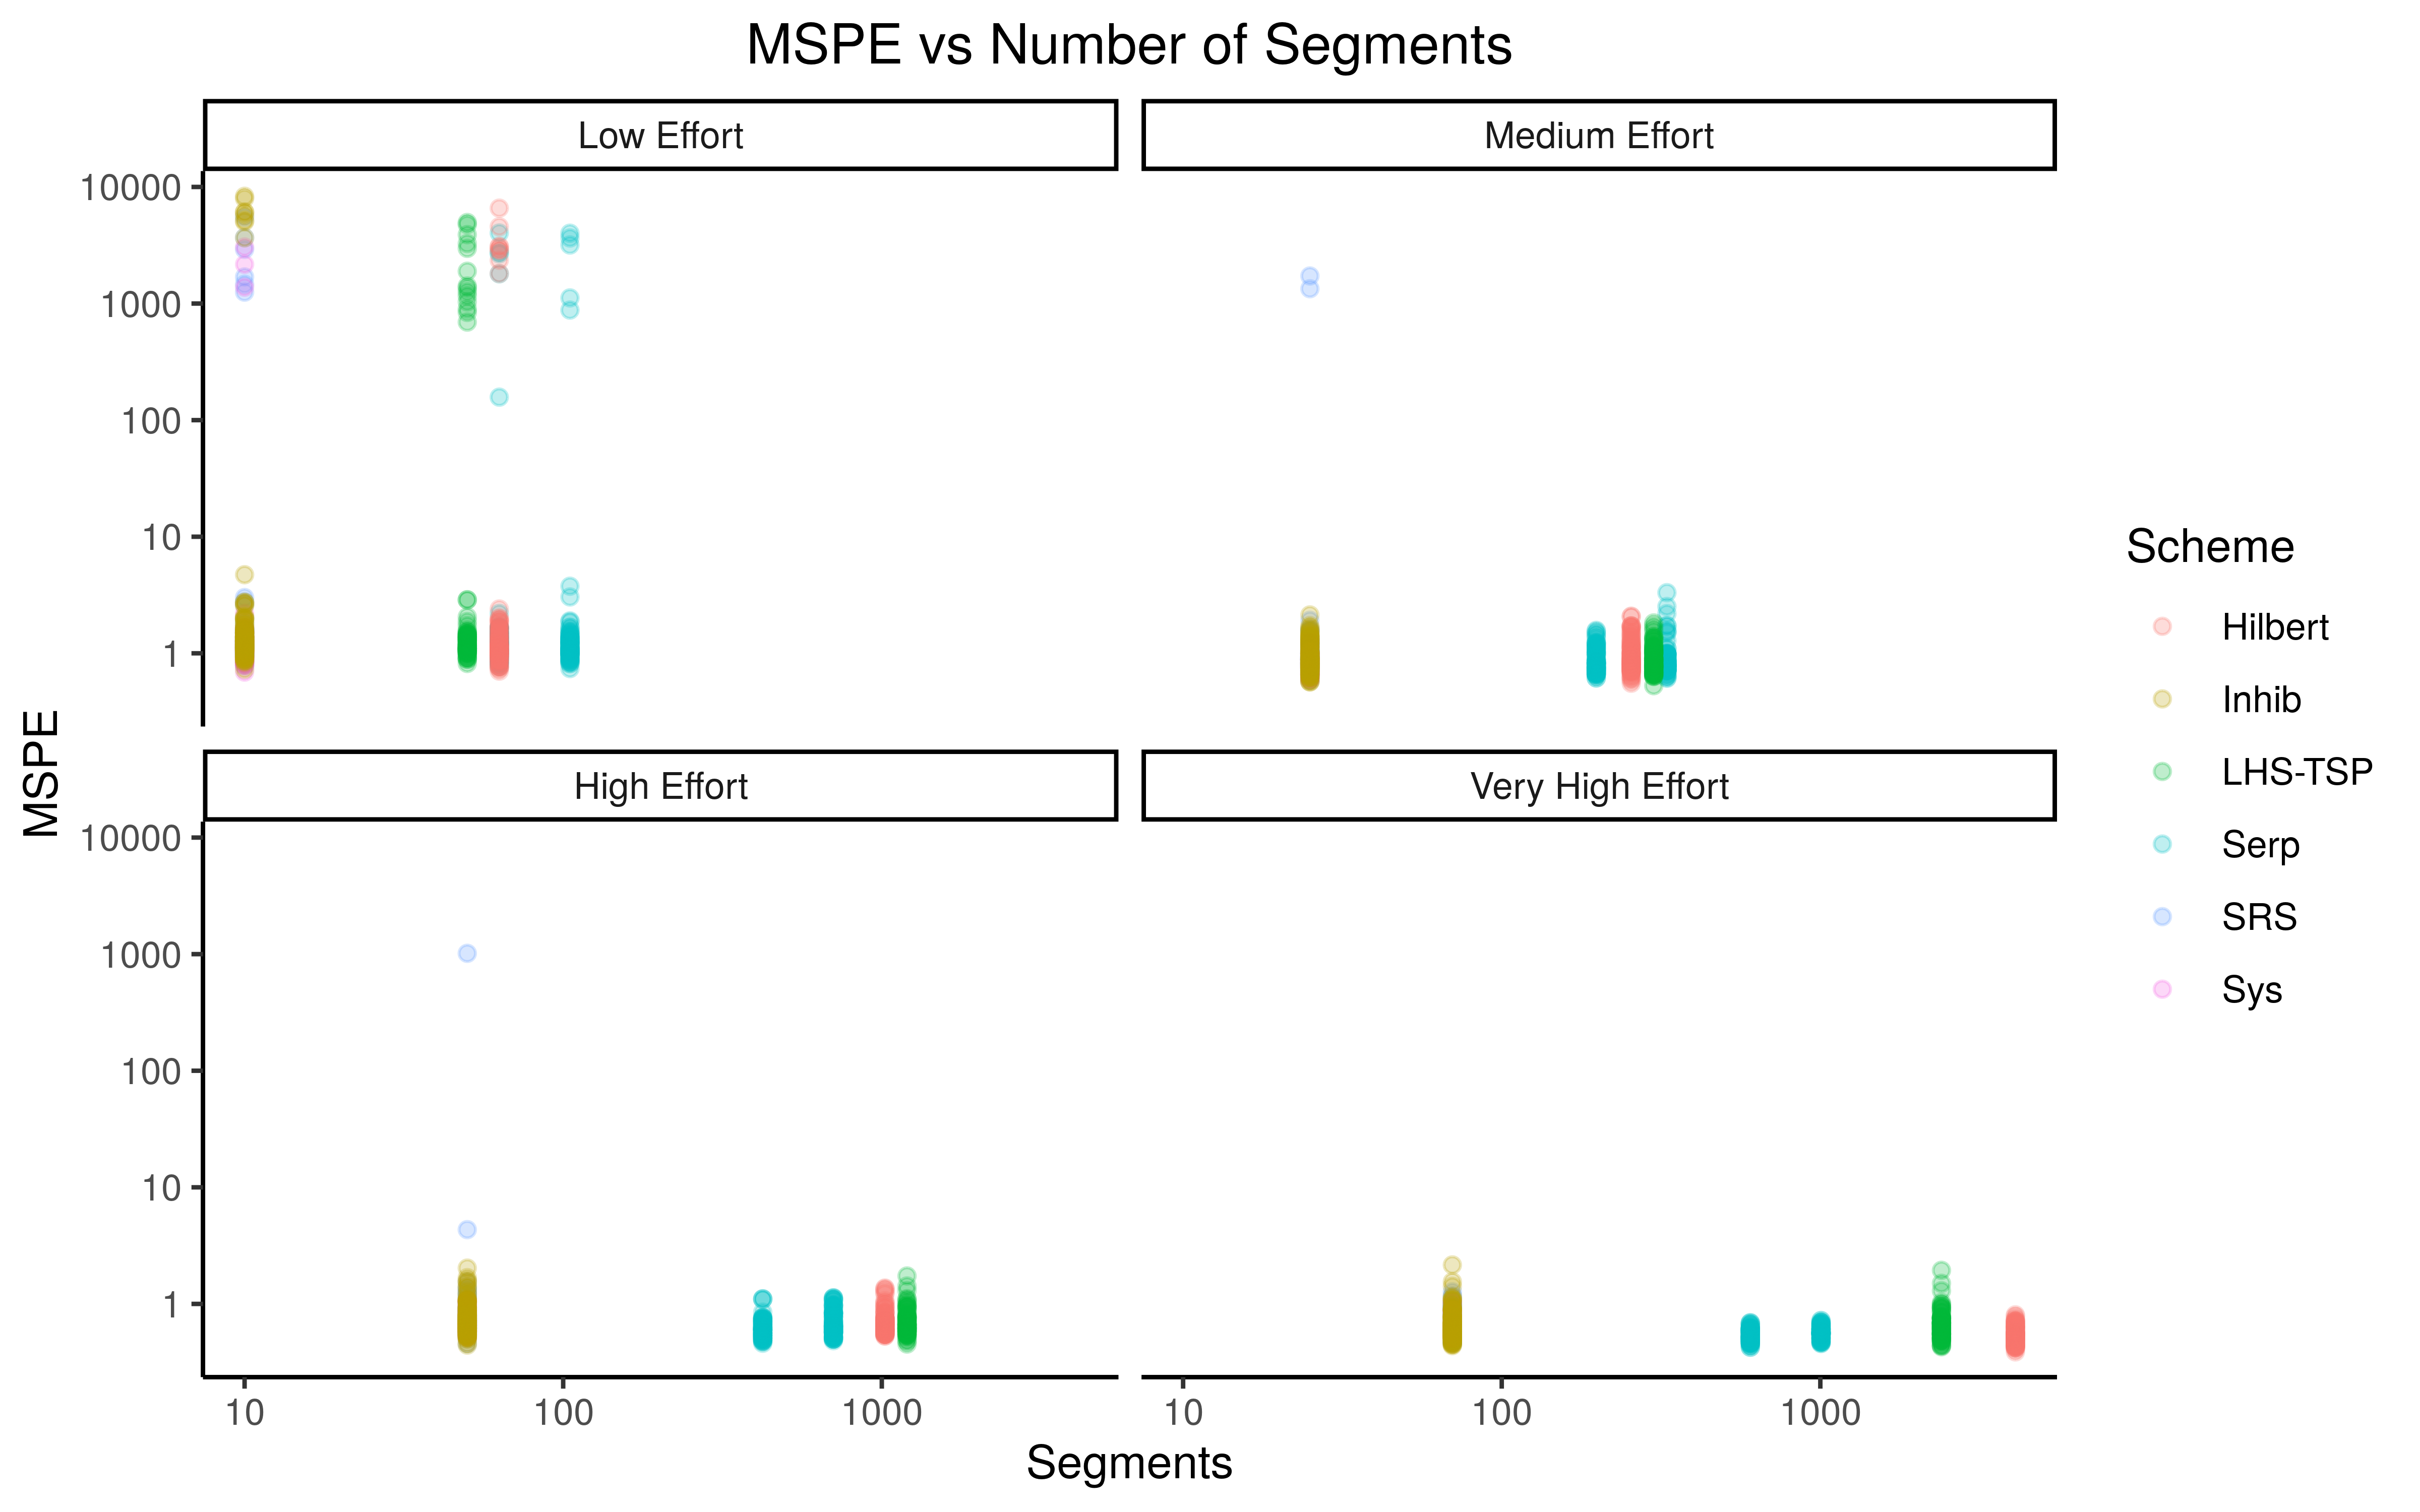 MSPE vs Number of Segments
Low Effort
Medium Effort
10000
1000
100
10
1
MSPE
High Effort
Very High Effort
10000
1000
100
10
1
10
100
1000
10
100
1000
Segments
Scheme
Hilbert
Inhib
LHS-TSP
Serp
SRS
Sys